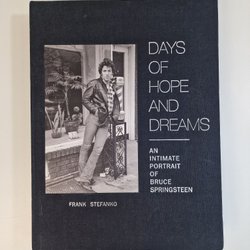 DAYS
OF
HOPE
AND
DREAMS
AN
INTIMATE
PORTRAIT
OF
BRUCE
SPRINGSTEEN
FRANK STEFANKO